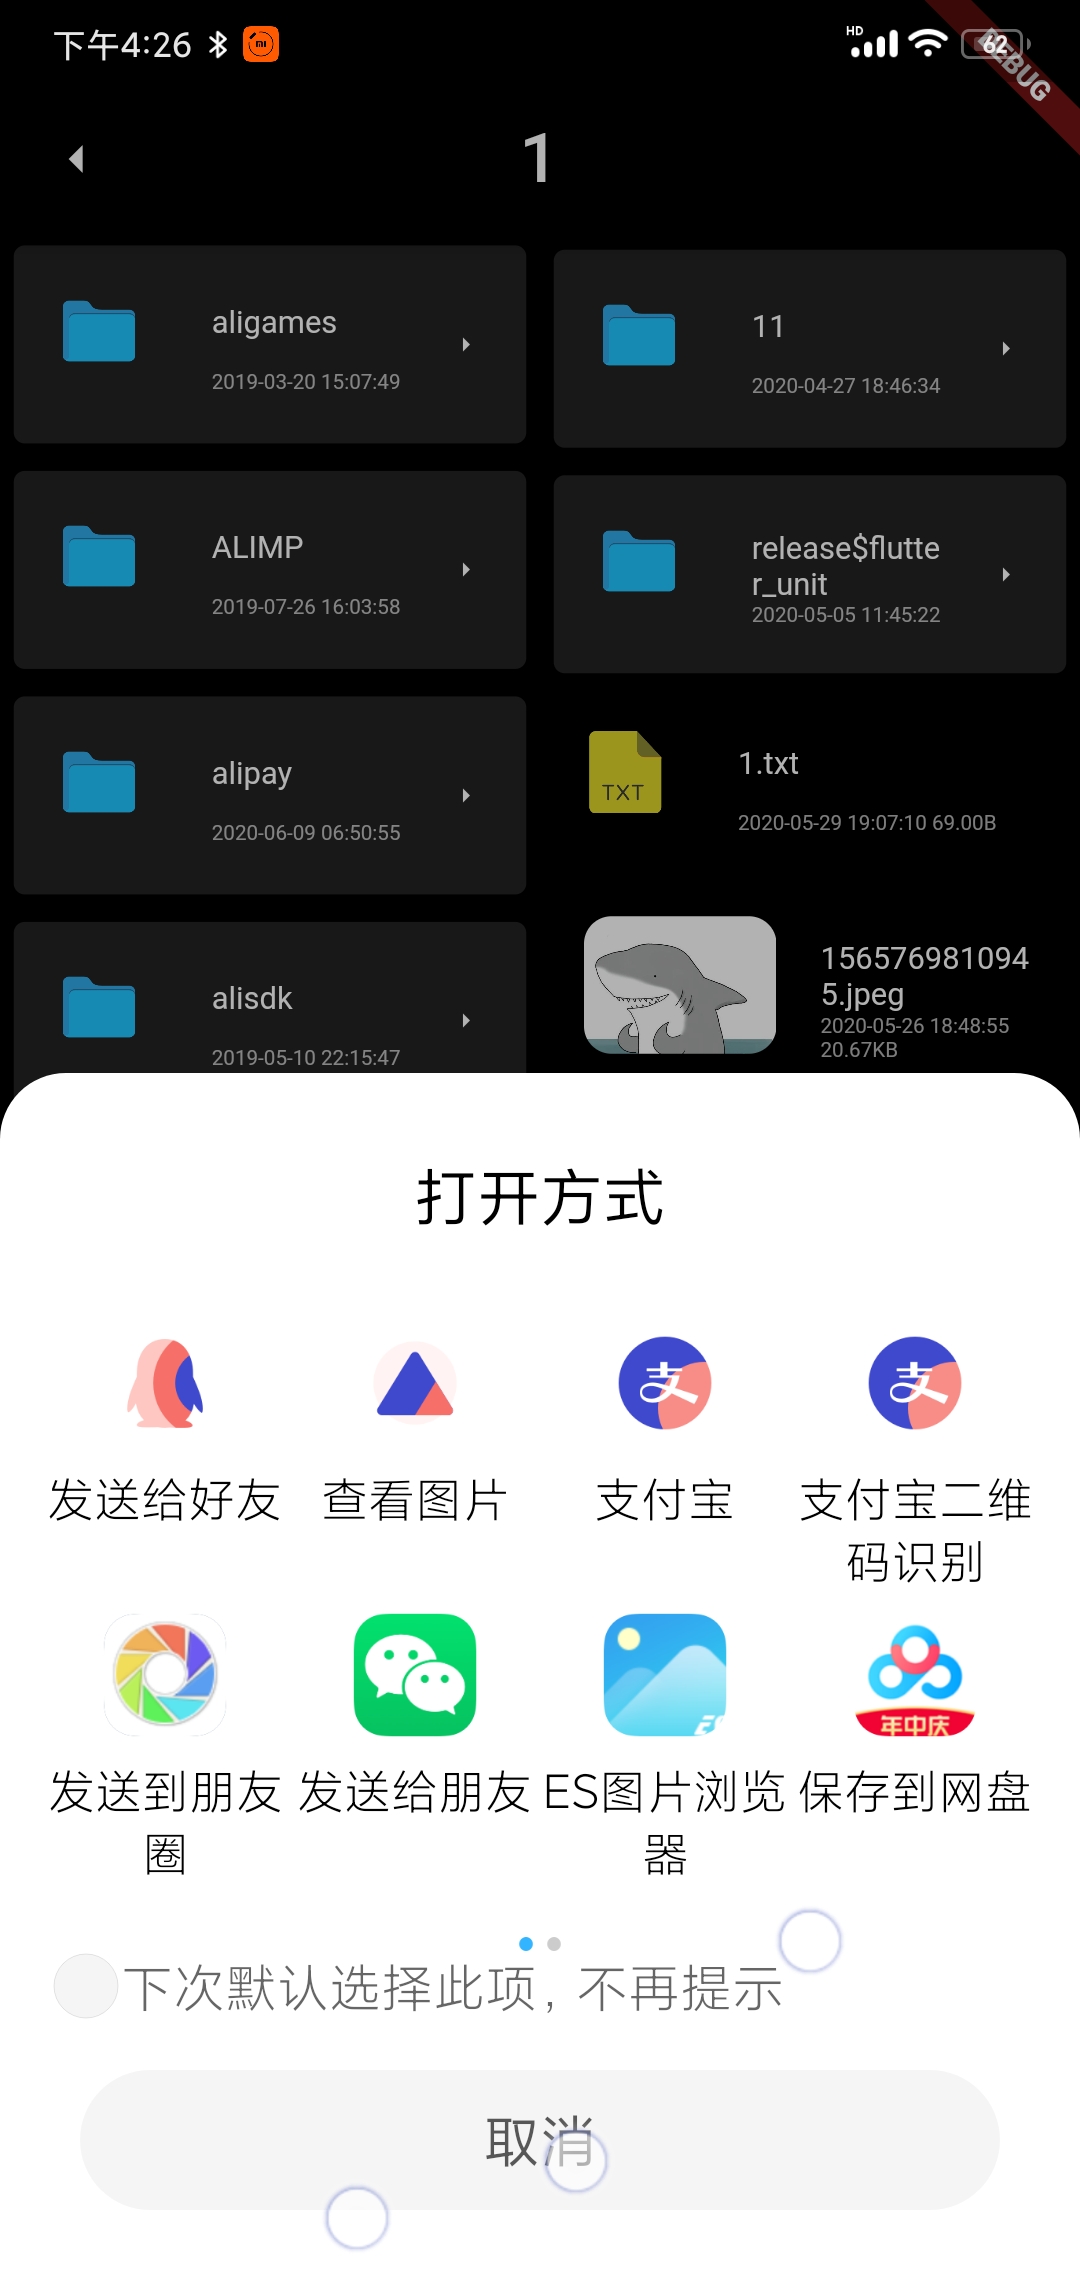 下午4:26
HD
62
DEBUG
1
aligames
2019-03-20 15:07:49
11
2020-04-27 18:46:34
ALIMP
2019-07-26 16:03:58
release$flutte
r_unit
2020-05-05 11:45:22
alipay
2020-06-09 06:50:55
TXT
1.txt
2020-05-29 19:07:10 69.00B
alisdk
2019-05-10 22:15:47
156576981094
5.jpeg
2020-05-26 18:48:55
20.67KB
打开方式
发送给好友
查看图片
支付宝
支付宝二维
码识别
发送到朋友
圈
发送给朋友
ES图片浏览
器
年中庆
保存到网盘
下次默认选择此项，不再提示
取消